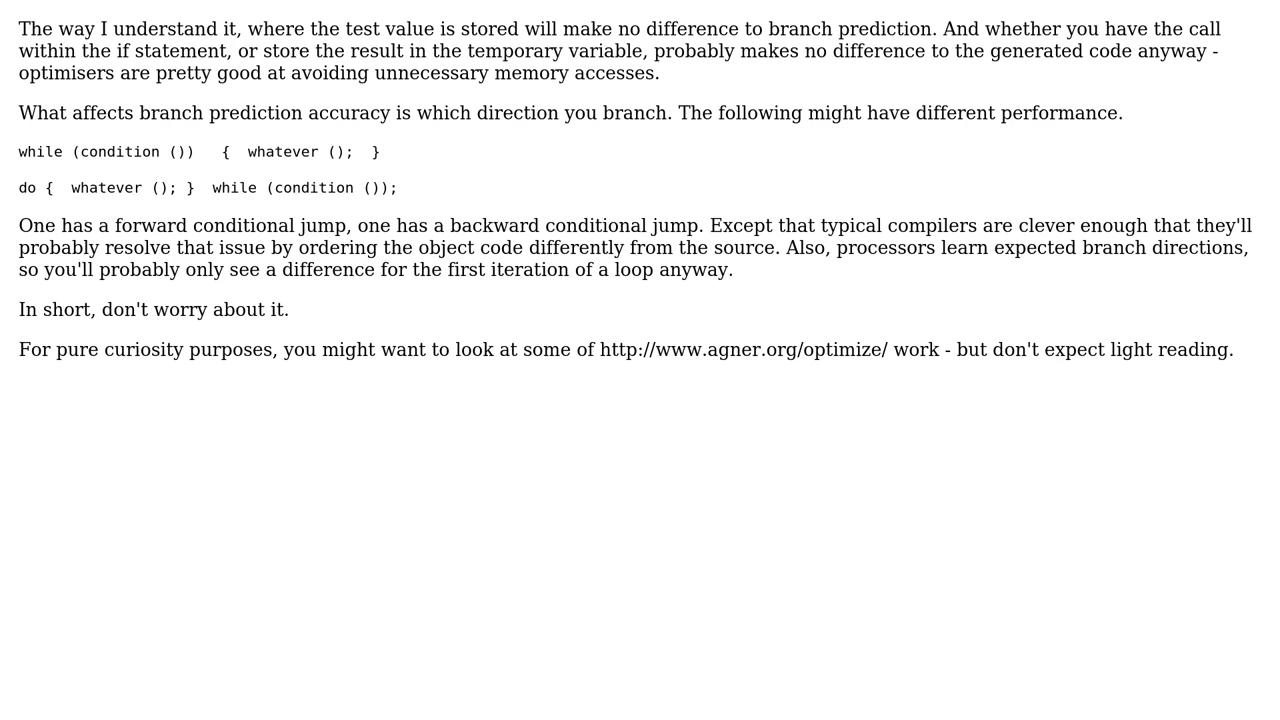 The way I understand it, where the test value is stored will make no difference to branch prediction. And whether you have the call
within the if statement, or store the result in the temporary variable, probably makes no difference to the generated code anyway -
optimisers are pretty good at avoiding unnecessary memory accesses.
What affects branch prediction accuracy is which direction you branch. The following might have different performance.
while (condition ())   {  whatever ();  }
do {  whatever (); }  while (condition ());
One has a forward conditional jump, one has a backward conditional jump. Except that typical compilers are clever enough that they'll
probably resolve that issue by ordering the object code differently from the source. Also, processors learn expected branch directions,
so you'll probably only see a difference for the first iteration of a loop anyway.
In short, don't worry about it.
For pure curiosity purposes, you might want to look at some of http://www.agner.org/optimize/ work - but don't expect light reading.